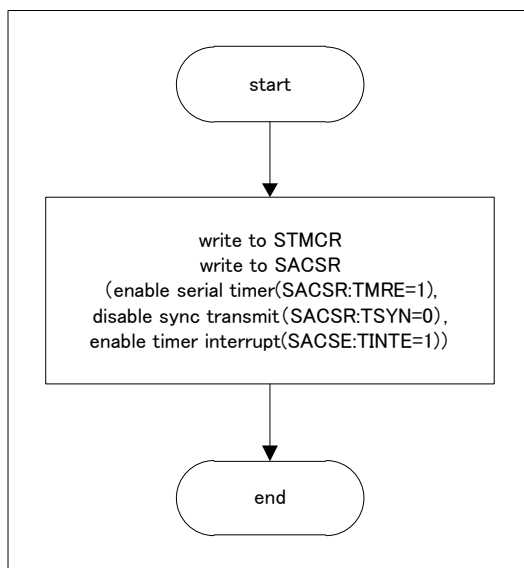 start
write to STMCR
write to SACSR
(enable serial timer(SACSR:TMRE=1),
disable sync transmit(SACSR:TSYN=0),
enable timer interrupt(SACSE:TINTE=1))
end